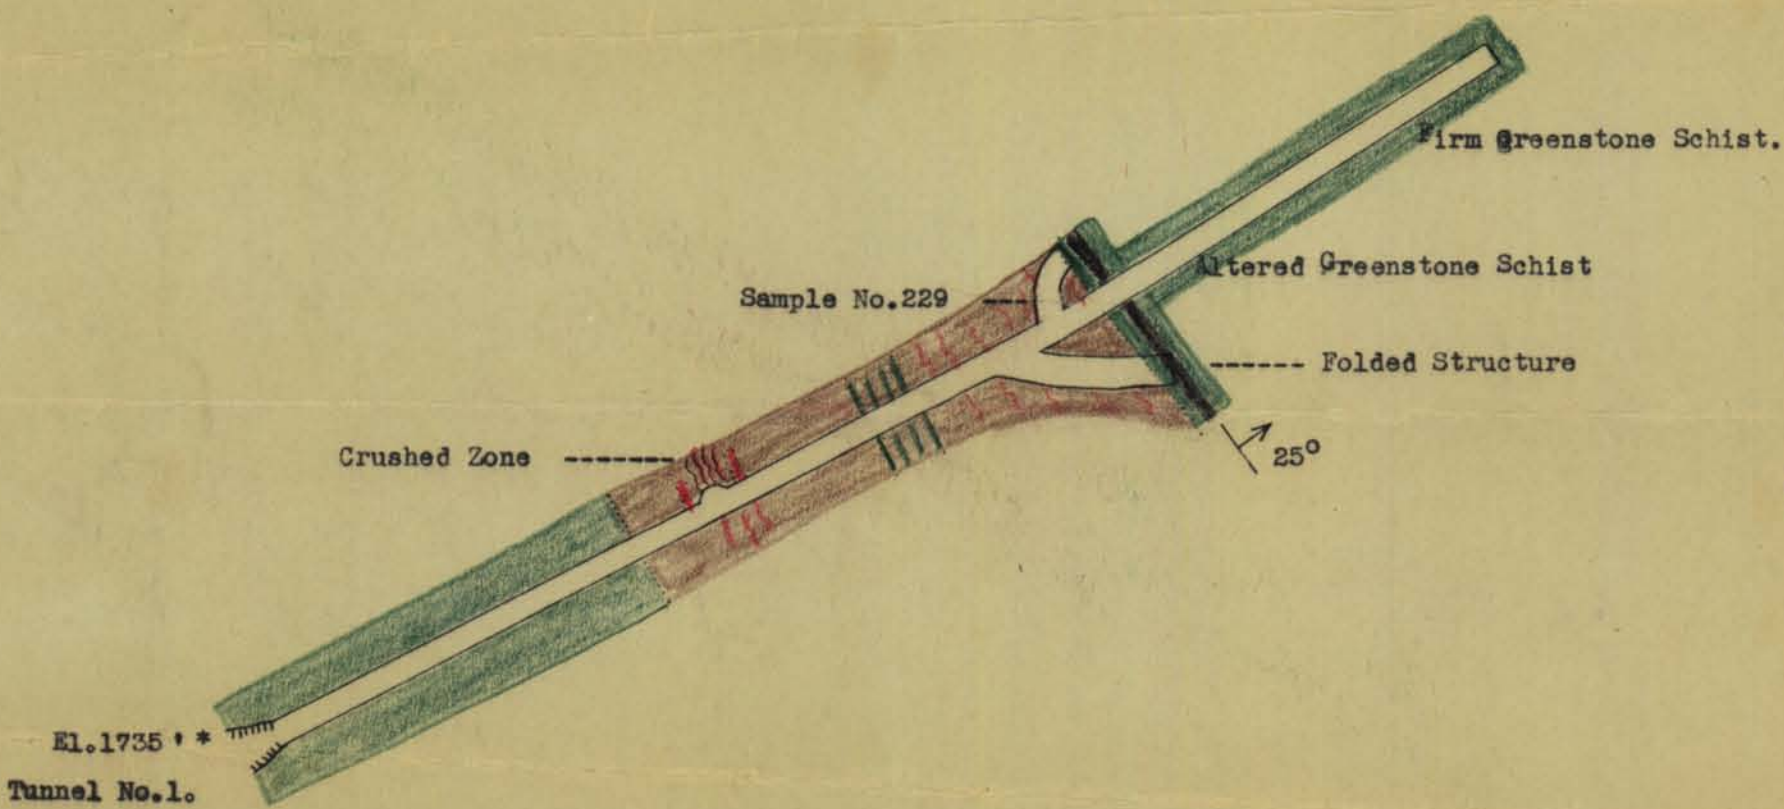 Firm Greenstone Schist.
Altered Greenstone Schist
Sample No.229 ---
------ Folded Structure
Crushed Zone -------
25°
El.1735' *
Tunnel No.1.